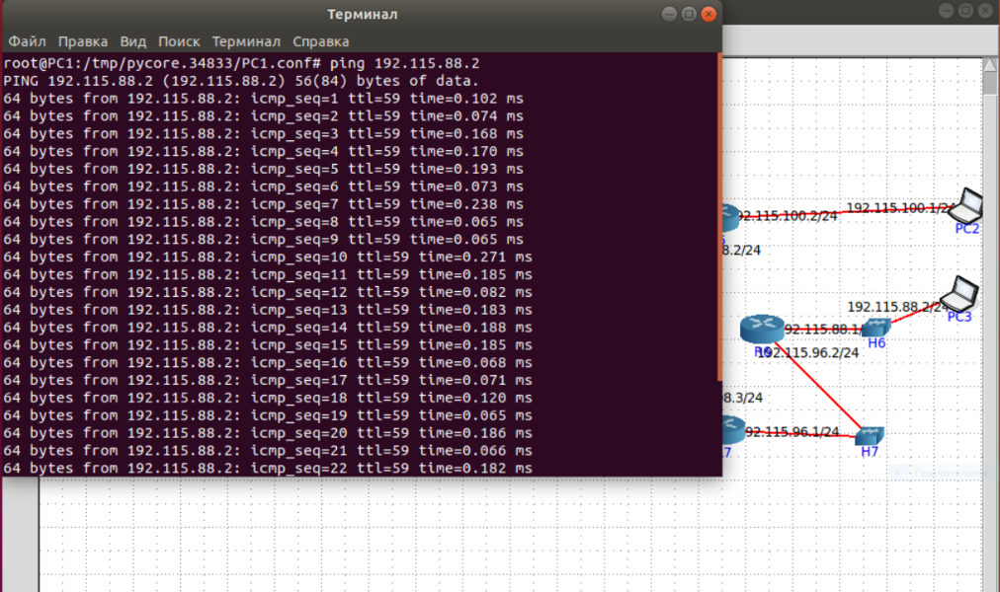 Терминал
Файл Правка Вид Поиск Терминал Справка
root@PC1:/tmp/pycore.34833/PC1.conf# ping 192.115.88.2
PING 192.115.88.2 (192.115.88.2) 56(84) bytes of data.
64 bytes from 192.115.88.2: icmp_seq=1 ttl=59 time=0.102 ms
64 bytes from 192.115.88.2: icmp_seq=2 ttl=59 time=0.074 ms
64 bytes from 192.115.88.2: icmp_seq=3 ttl=59 time=0.168 ms
64 bytes from 192.115.88.2: icmp_seq=4 ttl=59 time=0.170 ms
64 bytes from 192.115.88.2: icmp_seq=5 ttl=59 time=0.193 ms
64 bytes from 192.115.88.2: icmp_seq=6 ttl=59 time=0.073 ms
64 bytes from 192.115.88.2: icmp_seq=7 ttl=59 time=0.238 ms
64 bytes from 192.115.88.2: icmp_seq=8 ttl=59 time=0.065 ms
64 bytes from 192.115.88.2: icmp_seq=9 ttl=59 time=0.065 ms
64 bytes from 192.115.88.2: icmp_seq=10 ttl=59 time=0.271 ms
64 bytes from 192.115.88.2: icmp_seq=11 ttl=59 time=0.185 ms
64 bytes from 192.115.88.2: icmp_seq=12 ttl=59 time=0.082 ms
64 bytes from 192.115.88.2: icmp_seq=13 ttl=59 time=0.183 ms
64 bytes from 192.115.88.2: icmp_seq=14 ttl=59 time=0.188 ms
64 bytes from 192.115.88.2: icmp_seq=15 ttl=59 time=0.185 ms
64 bytes from 192.115.88.2: icmp_seq=16 ttl=59 time=0.068 ms
64 bytes from 192.115.88.2: icmp_seq=17 ttl=59 time=0.071 ms
64 bytes from 192.115.88.2: icmp_seq=18 ttl=59 time=0.120 ms
64 bytes from 192.115.88.2: icmp_seq=19 ttl=59 time=0.065 ms
64 bytes from 192.115.88.2: icmp_seq=20 ttl=59 time=0.186 ms
64 bytes from 192.115.88.2: icmp_seq=21 ttl=59 time=0.066 ms
64 bytes from 192.115.88.2: icmp_seq=22 ttl=59 time=0.182 ms
92.115.100.2/24
192.115.100.1/24
PC2
8.2/24
192.115.88.2/24
PC3
92.115.88.1/
H6
92.115.96.2/24
8.3/24
92.115.96.1/24
7
H7